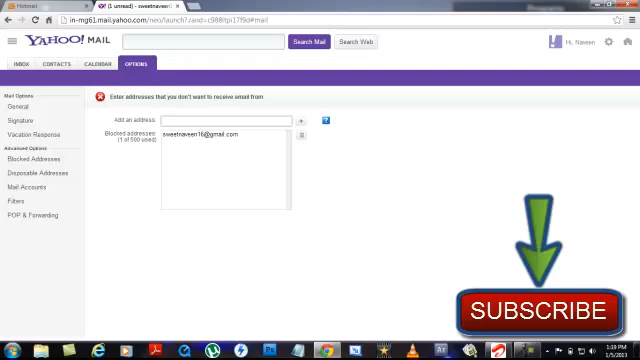 Hotmail
(1 unread) - sweetnaveen1
in-mg61.mail.yahoo.com/neo/launch?.rand=c988itpi17f9d#mail
YAHOO! MAIL
Search Mail
Search Web
Hi, Naveen
INBOX
CONTACTS
CALENDAR
OPTIONS
Mail Options
General
Signature
Vacation Response
Advanced Options
Blocked Addresses
Disposable Addresses
Mail Accounts
Filters
POP & Forwarding
Enter addresses that you don't want to receive email from
Add an address:
+
?
Blocked addresses:
(1 of 500 used)
sweetnaveen16@gmail.com
SUBSCRIBE
1:19 PM
1/5/2013